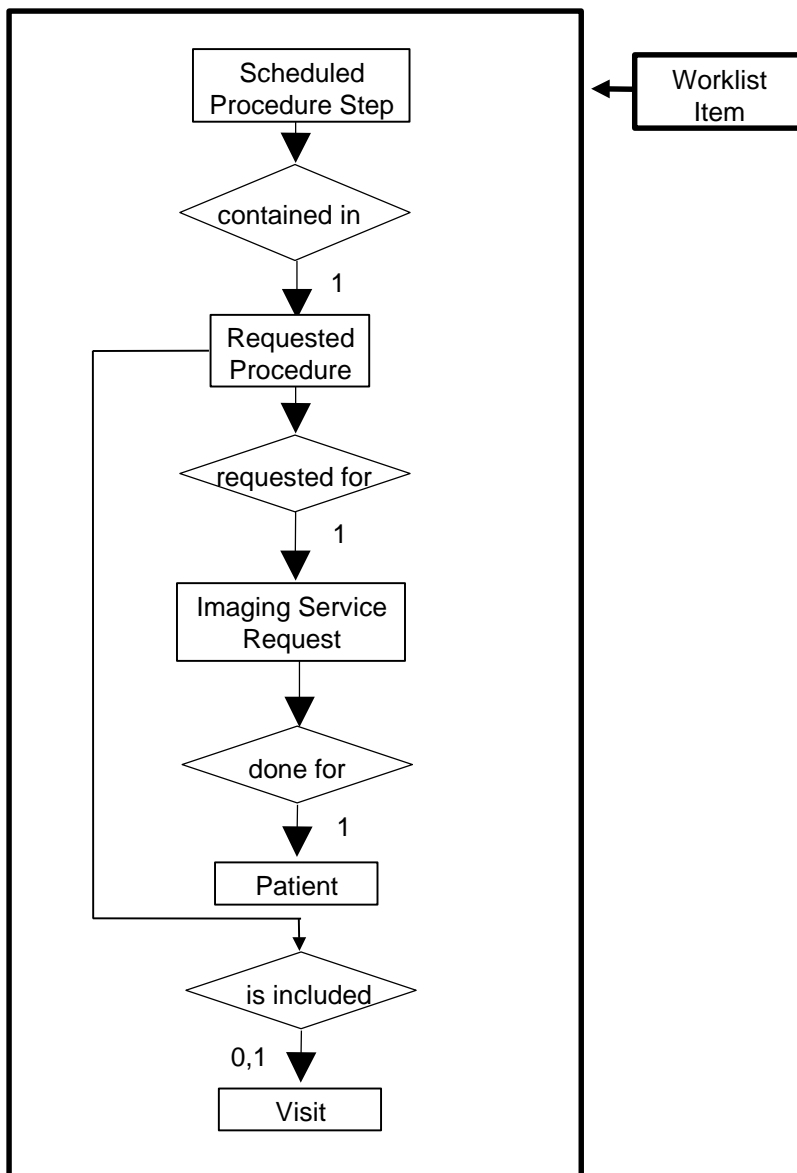 Scheduled
Procedure Step
Worklist
Item
contained in
1
Requested
Procedure
requested for
1
Imaging Service
Request
done for
1
Patient
is included
0,1
Visit